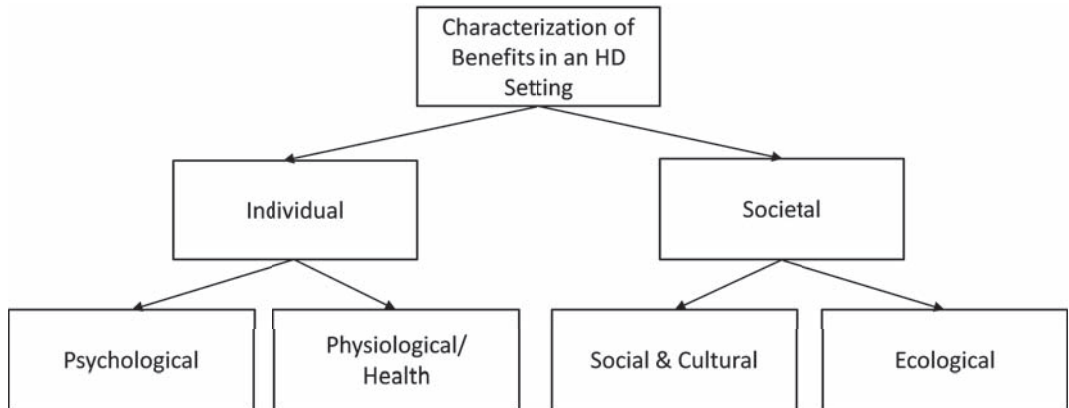 Characterization of
Benefits in an HD
Setting
Individual
Societal
Psychological
Physiological/
Health
Social & Cultural
Ecological